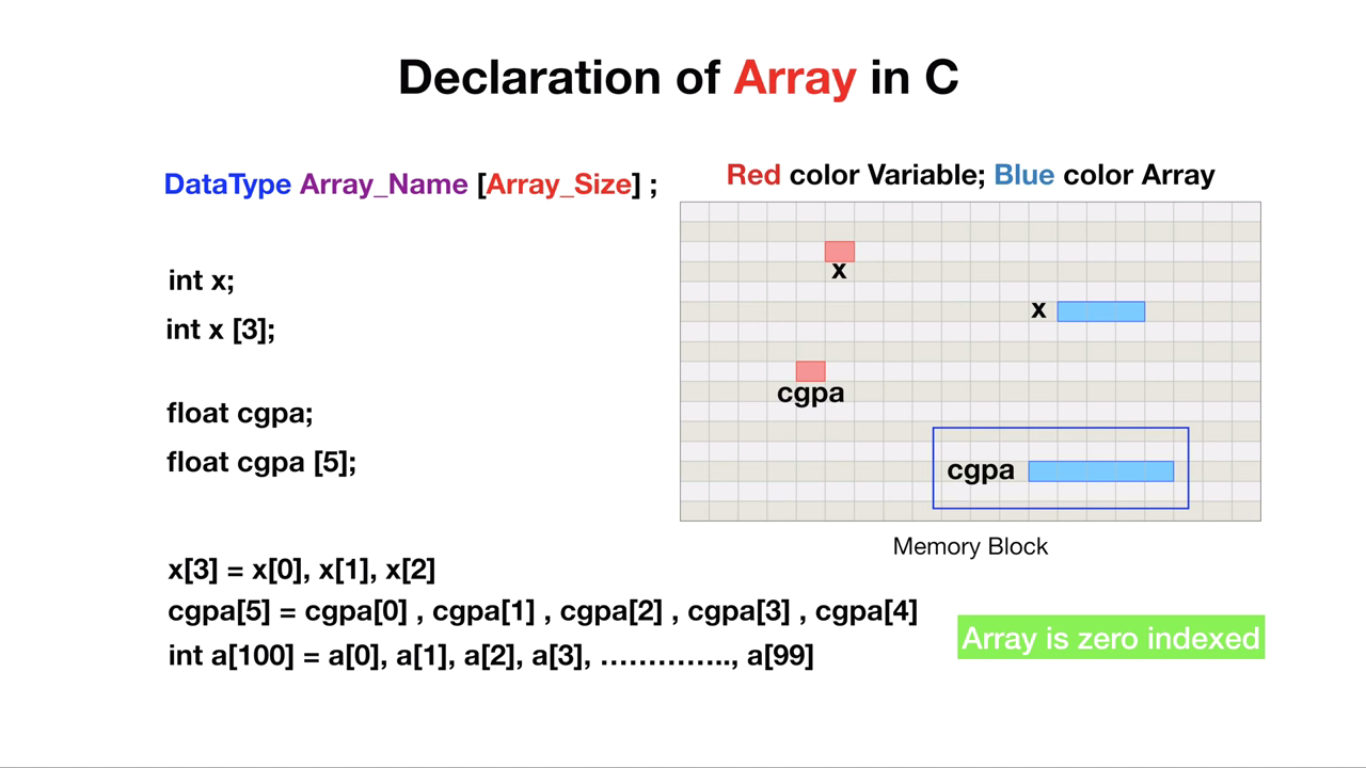 Declaration of Array in C
DataType Array_Name [Array_Size] ;
int x;
int x [3];
float cgpa;
float cgpa [5];
Red color Variable; Blue color Array
x
x
cgpa
cgpa
Memory Block
x[3] = x[0], x[1], x[2]
cgpa[5] = cgpa[0] , cgpa[1] , cgpa[2] , cgpa[3] , cgpa[4]
int a[100] = a[0], a[1], a[2], a[3], ………….., a[99]
Array is zero indexed